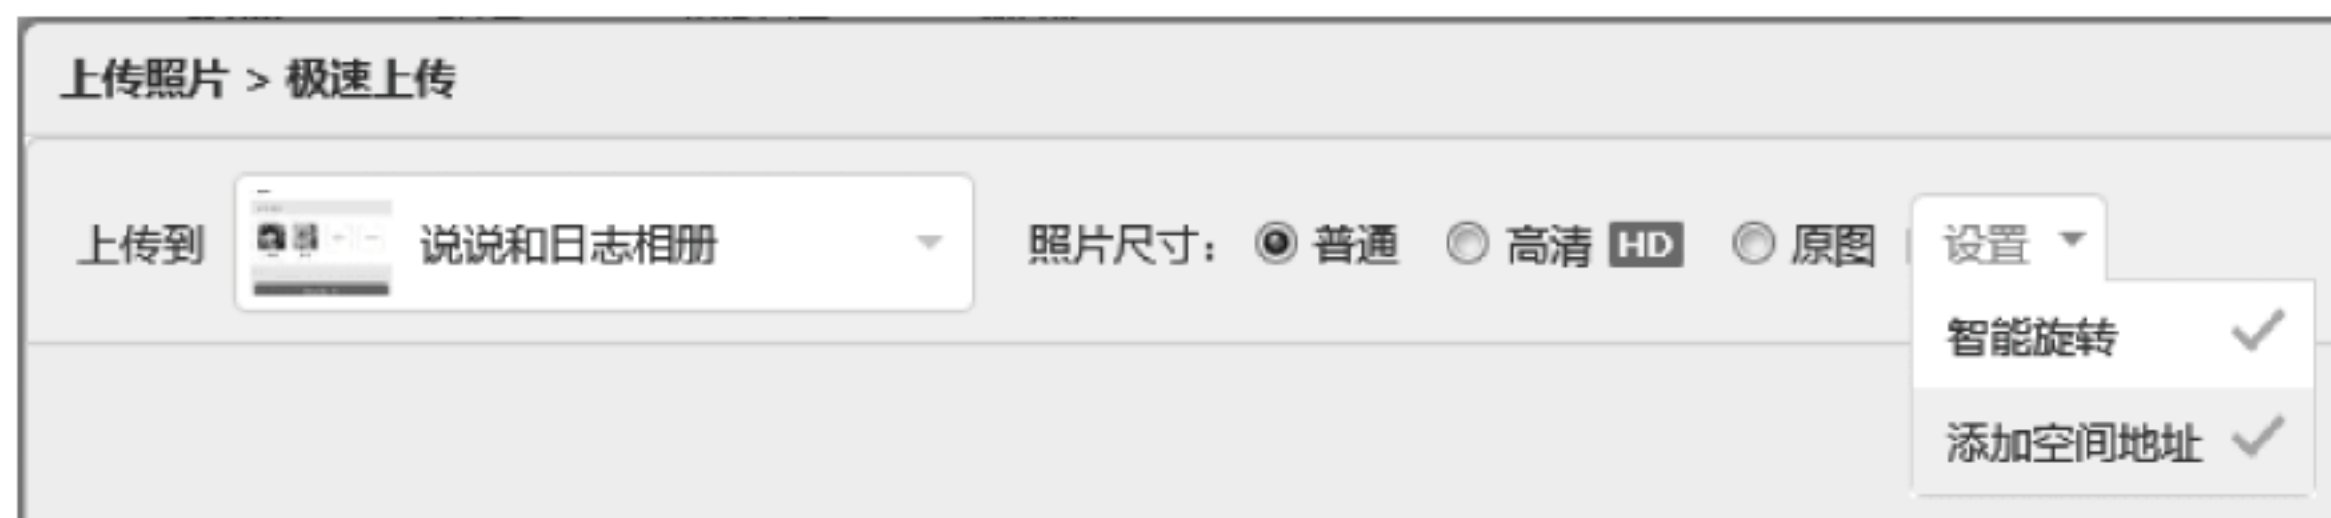 上传照片 > 极速上传
上传到 说说和日志相册 照片尺寸： 普通 高清 HD 原图 设置
智能旋转
添加空间地址